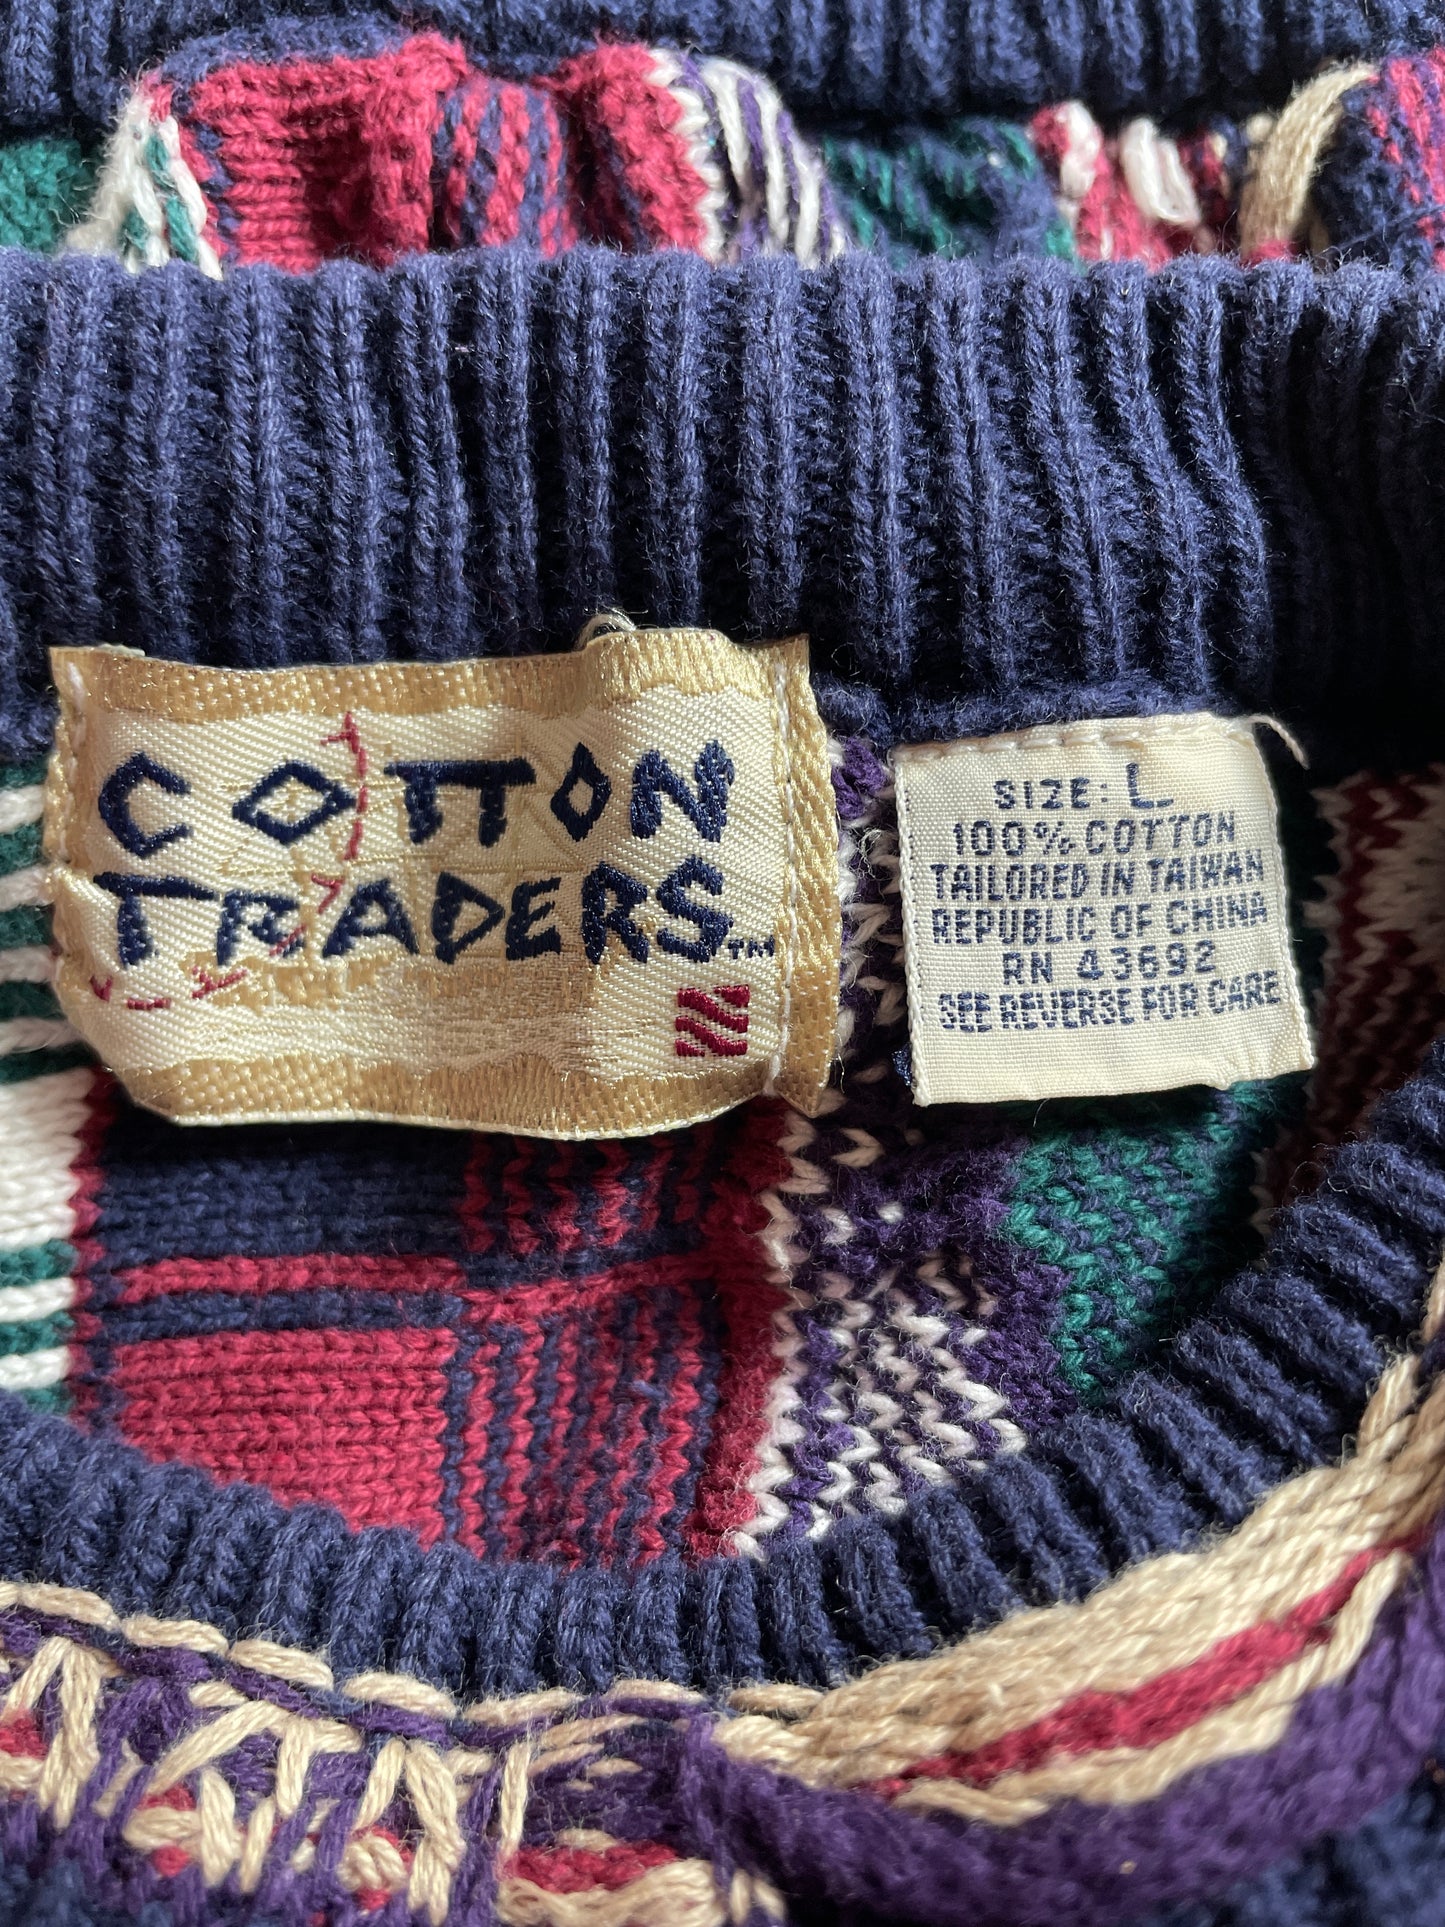 COTTON
TRADERS™
SIZE: L
100% COTTON
TAILORED IN TAIWAN
REPUBLIC OF CHINA
RN 43692
SEE REVERSE FOR CARE